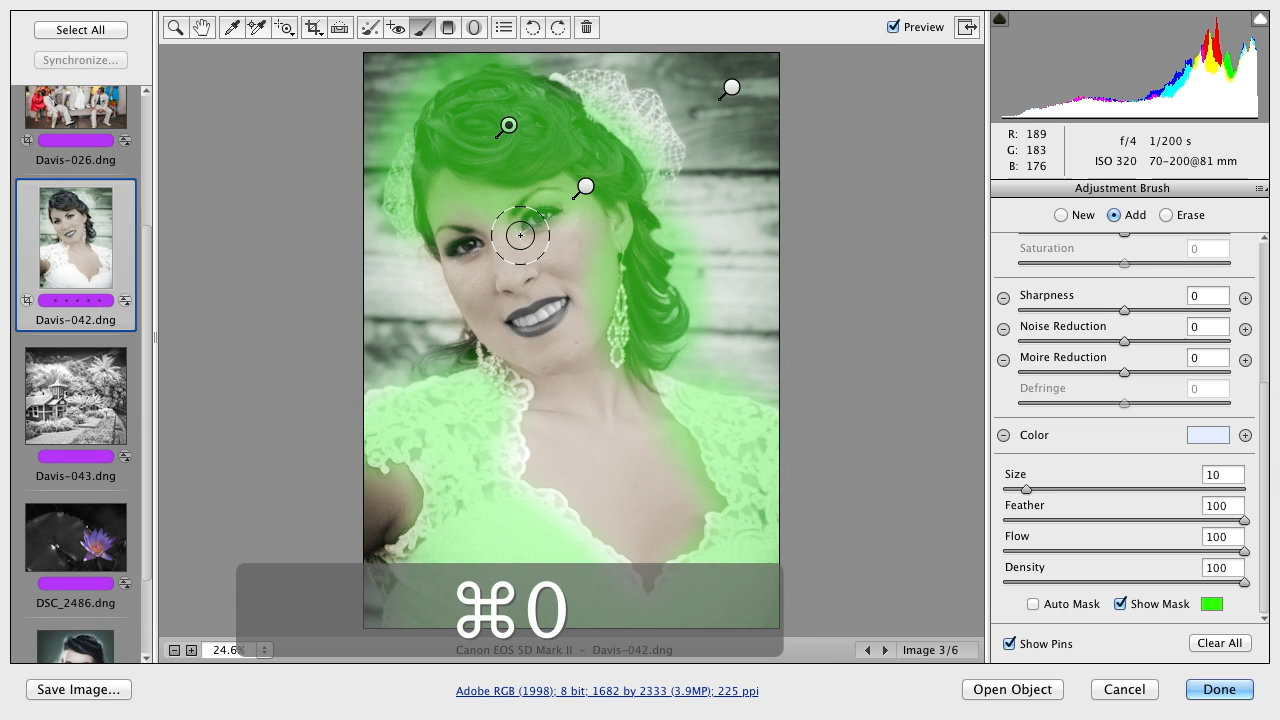 Select All
Synchronize...
Preview
Davis-026.dng
Davis-042.dng
Davis-043.dng
DSC_2486.dng
R: 189
G: 183
B: 176
f/4 1/200 s
ISO 320 70-200@81 mm
Adjustment Brush
New Add Erase
Saturation 0
Sharpness 0
Noise Reduction 0
Moire Reduction 0
Defringe 0
Color
Size 10
Feather 100
Flow 100
Density 100
Auto Mask Show Mask
Show Pins Clear All
⌘0
24.6%
Canon EOS 5D Mark II – Davis-042.dng
Image 3/6
Save Image...
Adobe RGB (1998); 8 bit; 1682 by 2333 (3.9MP); 225 ppi
Open Object Cancel Done